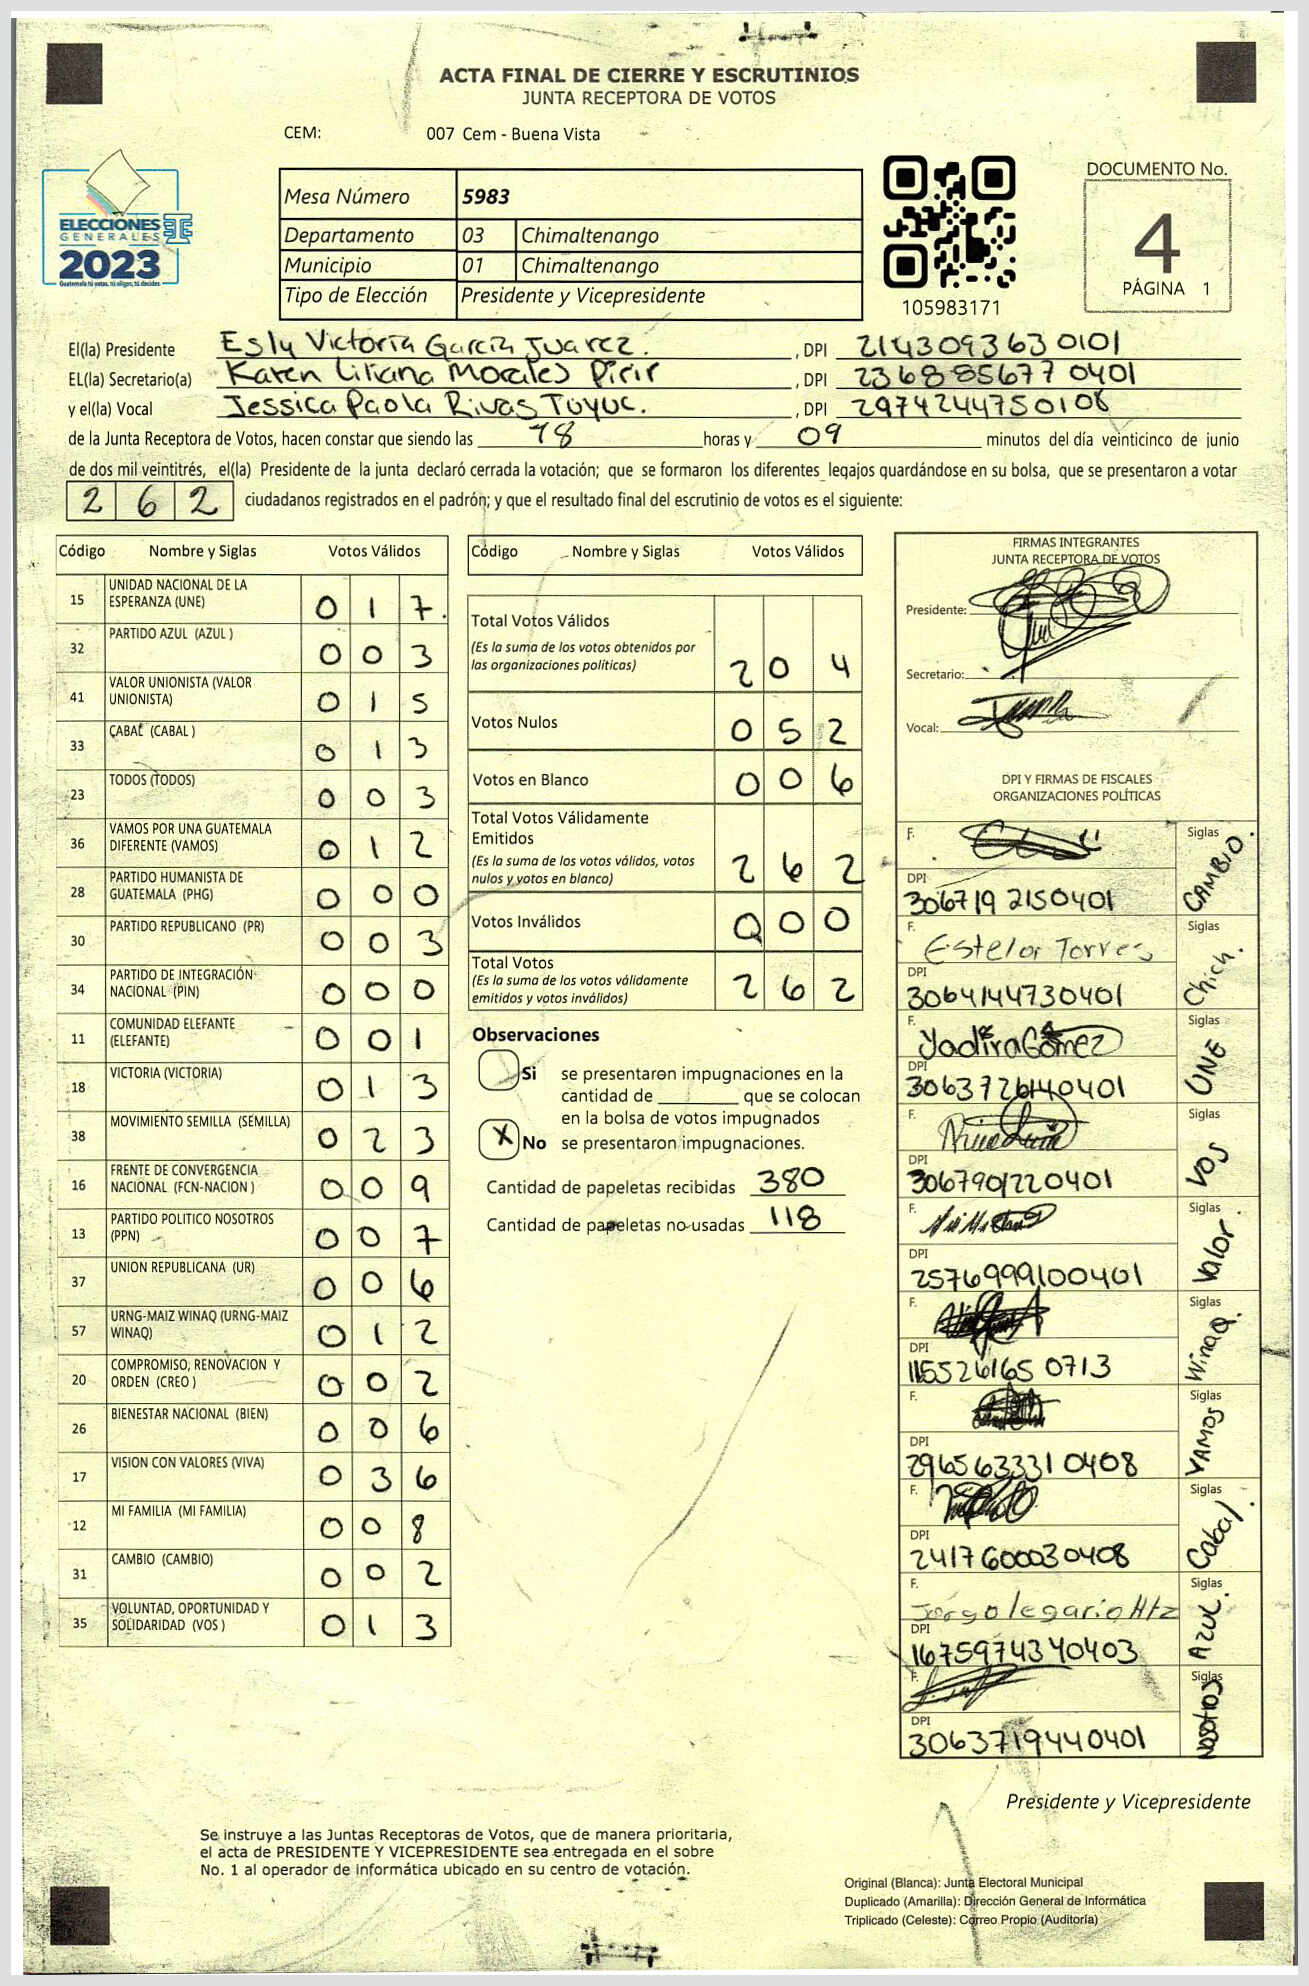 ACTA FINAL DE CIERRE Y ESCRUTINIOS
JUNTA RECEPTORA DE VOTOS
CEM: 007 Cem - Buena Vista
ELECCIONES
GENERALES
2023
Guatemala tú votas, tú eliges, tú decides
Mesa Número 5983
Departamento 03 Chimaltenango
Municipio 01 Chimaltenango
Tipo de Elección Presidente y Vicepresidente
105983171
DOCUMENTO No.
4
PÁGINA 1
El(la) Presidente Esly Victoria García Juarez. , DPI 2143093630101
EL(la) Secretario(a) Karen Liliana Morales Pirir , DPI 2368856770401
y el(la) Vocal Jessica Paola Rivas Tuyuc. , DPI 2974244750108
de la Junta Receptora de Votos, hacen constar que siendo las 18 horas y 09 minutos del día veinticinco de junio
de dos mil veintitrés, el(la) Presidente de la junta declaró cerrada la votación; que se formaron los diferentes legajos quardándose en su bolsa, que se presentaron a votar
262 ciudadanos registrados en el padrón; y que el resultado final del escrutinio de votos es el siguiente:
Código Nombre y Siglas Votos Válidos
15 UNIDAD NACIONAL DE LA ESPERANZA (UNE) 0 1 7
32 PARTIDO AZUL (AZUL ) 0 0 3
41 VALOR UNIONISTA (VALOR UNIONISTA) 0 1 5
33 CABAL (CABAL ) 0 1 3
23 TODOS (TODOS) 0 0 3
36 VAMOS POR UNA GUATEMALA DIFERENTE (VAMOS) 0 1 2
28 PARTIDO HUMANISTA DE GUATEMALA (PHG) 0 0 0
30 PARTIDO REPUBLICANO (PR) 0 0 3
34 PARTIDO DE INTEGRACIÓN NACIONAL (PIN) 0 0 0
11 COMUNIDAD ELEFANTE (ELEFANTE) 0 0 1
18 VICTORIA (VICTORIA) 0 1 3
38 MOVIMIENTO SEMILLA (SEMILLA) 0 2 3
16 FRENTE DE CONVERGENCIA NACIONAL (FCN-NACION ) 0 0 9
13 PARTIDO POLITICO NOSOTROS (PPN) 0 0 7
37 UNION REPUBLICANA (UR) 0 0 6
57 URNG-MAIZ WINAQ (URNG-MAIZ WINAQ) 0 1 2
20 COMPROMISO, RENOVACION Y ORDEN (CREO ) 0 0 2
26 BIENESTAR NACIONAL (BIEN) 0 0 6
17 VISION CON VALORES (VIVA) 0 3 6
12 MI FAMILIA (MI FAMILIA) 0 0 8
31 CAMBIO (CAMBIO) 0 0 2
35 VOLUNTAD, OPORTUNIDAD Y SOLIDARIDAD (VOS ) 0 1 3
Código Nombre y Siglas Votos Válidos
Total Votos Válidos
(Es la suma de los votos obtenidos por
las organizaciones políticas) 2 0 4
Votos Nulos 0 5 2
Votos en Blanco 0 0 6
Total Votos Válidamente
Emitidos
(Es la suma de los votos válidos, votos
nulos y votos en blanco) 2 6 2
Votos Inválidos 0 0 0
Total Votos
(Es la suma de los votos válidamente
emitidos y votos inválidos) 2 6 2
Observaciones
Si se presentaron impugnaciones en la
cantidad de ________ que se colocan
en la bolsa de votos impugnados
X No se presentaron impugnaciones.
Cantidad de papeletas recibidas 380
Cantidad de papeletas no usadas 118
FIRMAS INTEGRANTES
JUNTA RECEPTORA DE VOTOS
Presidente:
Secretario:
Vocal:
DPI Y FIRMAS DE FISCALES
ORGANIZACIONES POLÍTICAS
F. Siglas CAMBIO.
DPI
306719 2150401
F. Estelor Torres Siglas Chich.
DPI
3064144730401
F. Yadira Gómez Siglas UNE
DPI
3063726140401
F. Siglas VOS
DPI
3067901220401
F. Siglas Valor.
DPI
2576999100401
F. Siglas Winaq.
DPI
115526165 0713
F. Siglas VAMOS
DPI
2965633310408
F. Siglas Cabal.
DPI
2417600030408
F. Jorgolegario Htz Siglas AZUL.
DPI
1675974340403
F. Siglas Nosotros
DPI
3063719440401
Presidente y Vicepresidente
Se instruye a las Juntas Receptoras de Votos, que de manera prioritaria,
el acta de PRESIDENTE Y VICEPRESIDENTE sea entregada en el sobre
No. 1 al operador de informática ubicado en su centro de votación.
Original (Blanca): Junta Electoral Municipal
Duplicado (Amarilla): Dirección General de Informática
Triplicado (Celeste): Correo Propio (Auditoría)